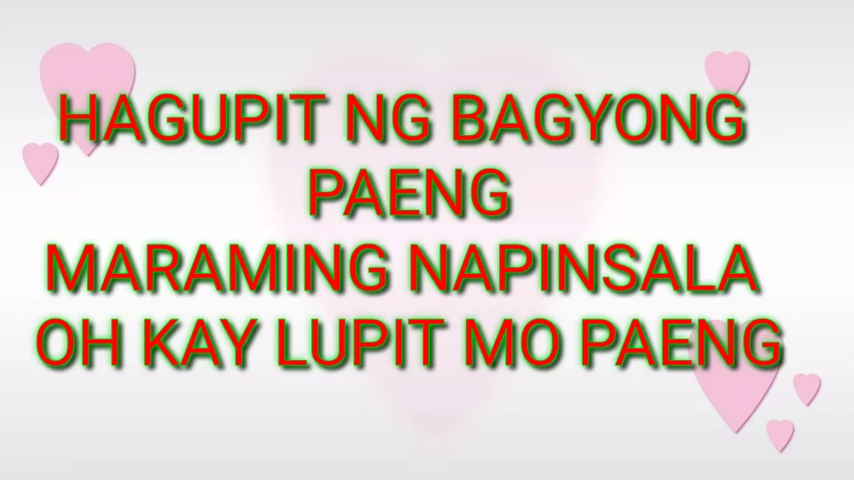 HAGUPIT NG BAGYONG
PAENG
MARAMING NAPINSALA
OH KAY LUPIT MO PAENG